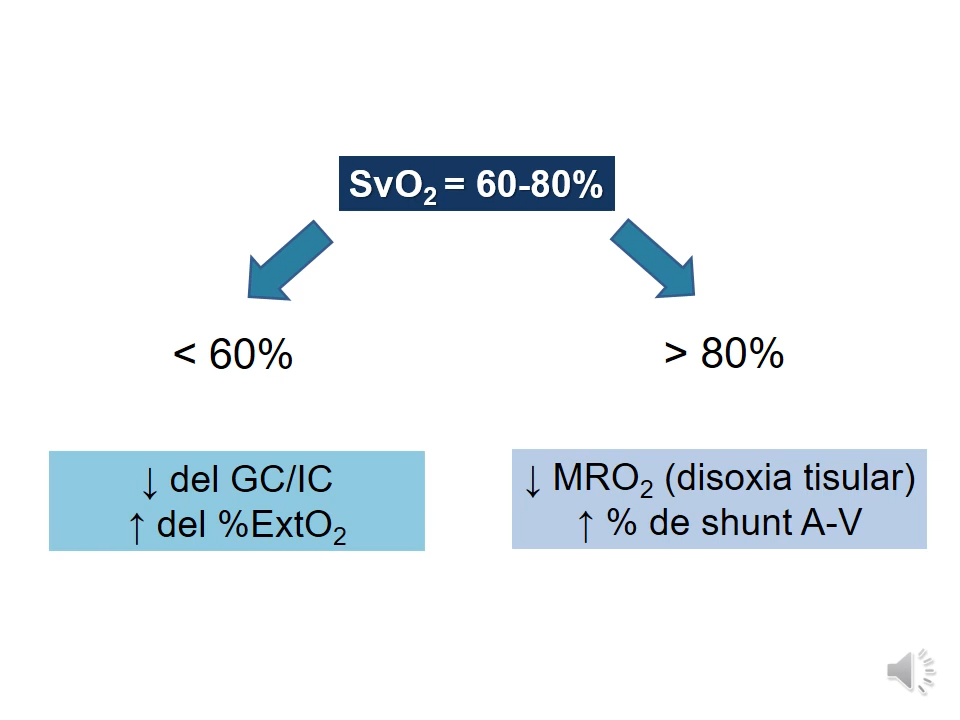 SvO₂ = 60-80%
< 60%
> 80%
↓ del GC/IC
↑ del %ExtO₂
↓ MRO₂ (disoxia tisular)
↑ % de shunt A-V